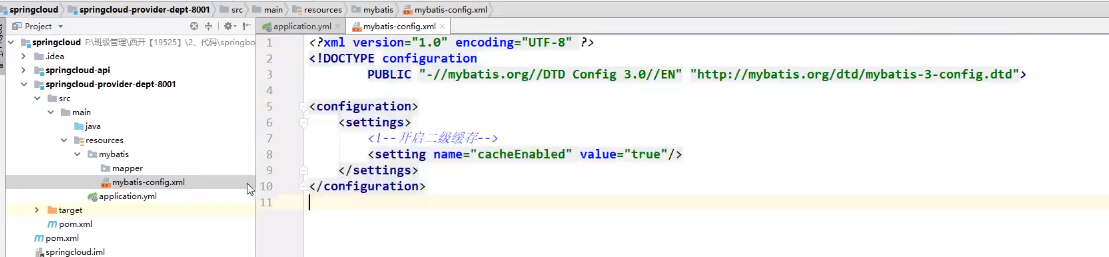 springcloud springcloud-provider-dept-8001 src main resources mybatis mybatis-config.xml
Project
application.yml
mybatis-config.xml
springcloud
.idea
springcloud-api
springcloud-provider-dept-8001
src
main
java
resources
mybatis
mapper
mybatis-config.xml
application.yml
target
pom.xml
pom.xml
springcloud.iml
1 <?xml version="1.0" encoding="UTF-8" ?>
2 <!DOCTYPE configuration
3 PUBLIC "-//mybatis.org//DTD Config 3.0//EN" "http://mybatis.org/dtd/mybatis-3-config.dtd">
4
5 <configuration>
6 <settings>
7 <!--开启二级缓存-->
8 <setting name="cacheEnabled" value="true"/>
9 </settings>
10 </configuration>
11